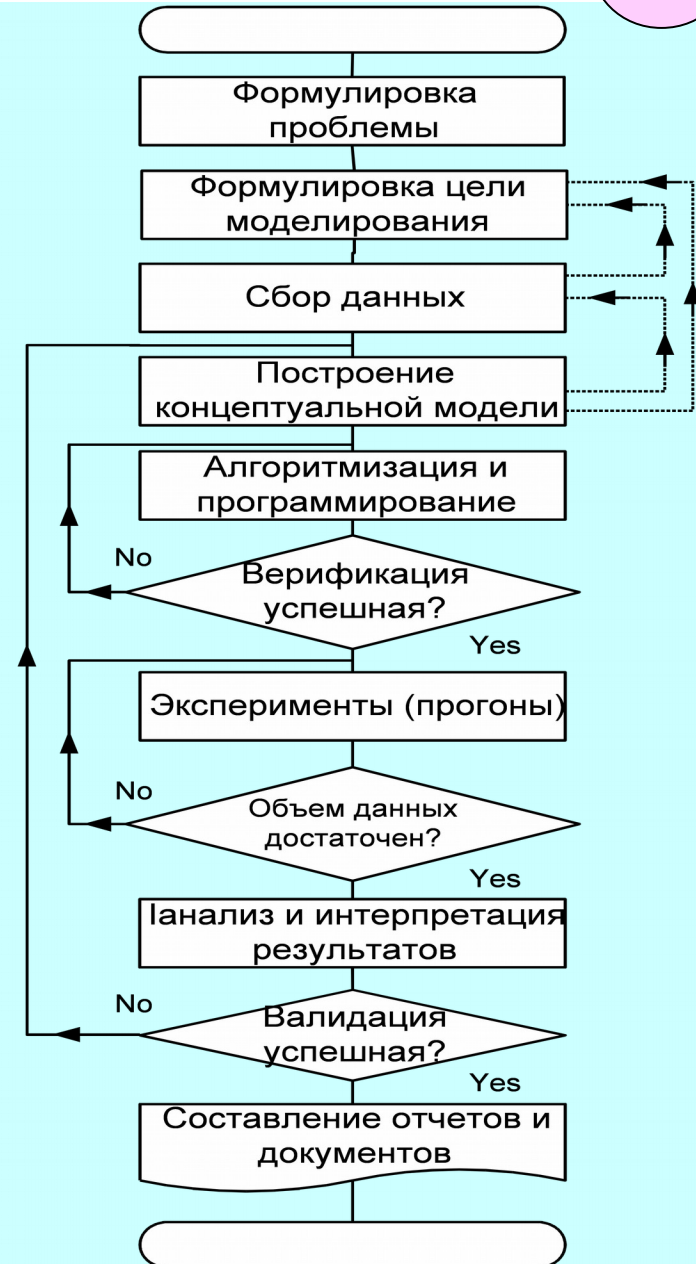 Формулировка
проблемы
Формулировка цели
моделирования
Сбор данных
Построение
концептуальной модели
Алгоритмизация и
программирование
No
Верификация
успешная?
Yes
Эксперименты (прогоны)
No
Объем данных
достаточен?
Yes
Iанализ и интерпретация
результатов
No
Валидация
успешная?
Yes
Составление отчетов и
документов